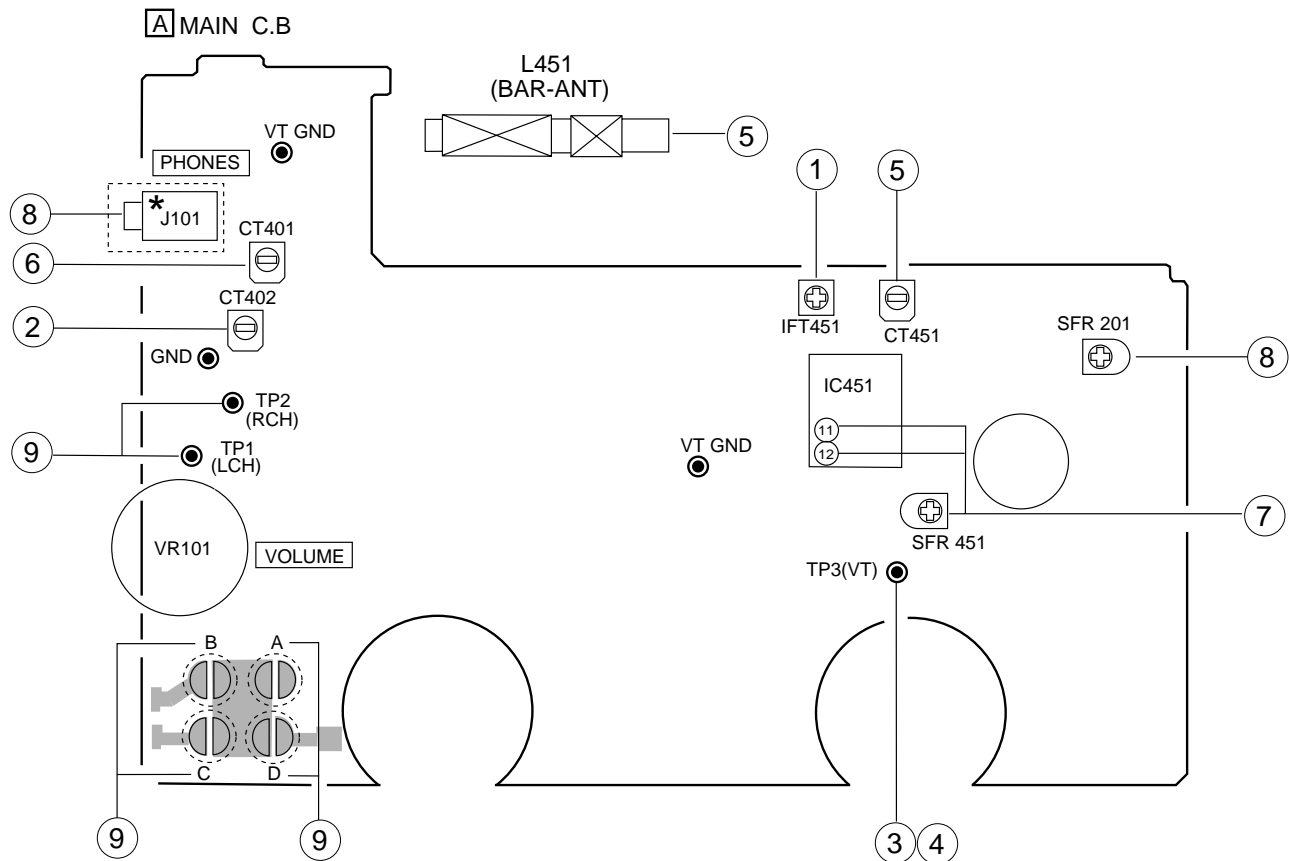 A MAIN C.B
L451
(BAR-ANT)
VT GND
5
PHONES
1
5
8
* J101
CT401
6
CT402
2
IFT451
CT451
SFR 201
GND
8
IC451
TP2
(RCH)
11
VT GND
12
9
TP1
(LCH)
7
SFR 451
VR101
VOLUME
TP3(VT)
B
A
C
D
9
9
3
4